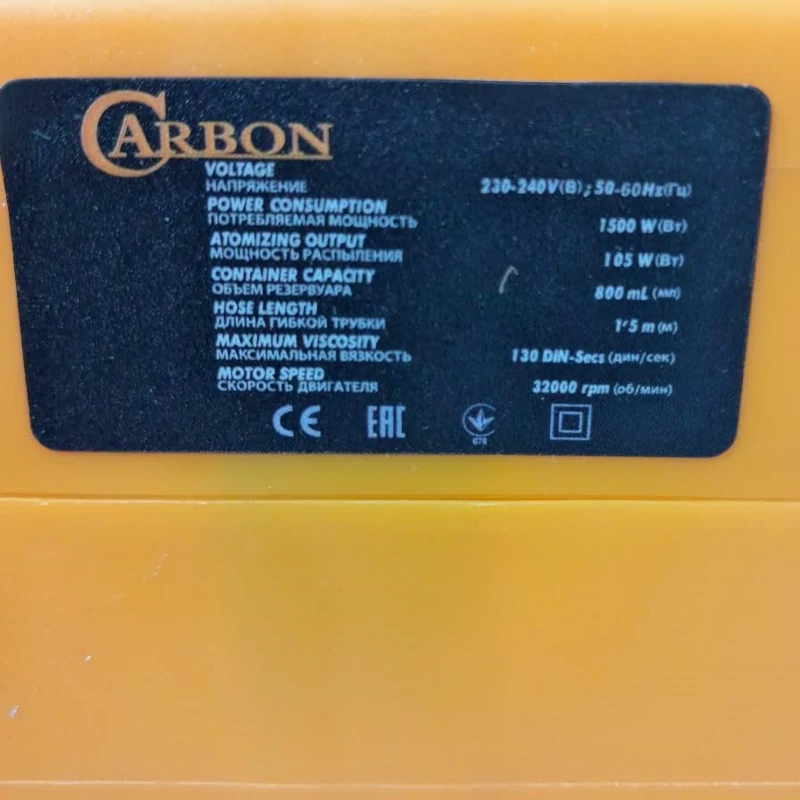 CARBON
VOLTAGE
НАПРЯЖЕНИЕ 230-240V(В); 50-60Hz(Гц)
POWER CONSUMPTION
ПОТРЕБЛЯЕМАЯ МОЩНОСТЬ 1500 W(Вт)
ATOMIZING OUTPUT
МОЩНОСТЬ РАСПЫЛЕНИЯ 105 W(Вт)
CONTAINER CAPACITY
ОБЪЕМ РЕЗЕРВУАРА 800 mL (мл)
HOSE LENGTH
ДЛИНА ГИБКОЙ ТРУБКИ 1'5 m (м)
MAXIMUM VISCOSITY
МАКСИМАЛЬНАЯ ВЯЗКОСТЬ 130 DIN-Secs (дин/сек)
MOTOR SPEED
СКОРОСТЬ ДВИГАТЕЛЯ 32000 rpm (об/мин)
CE EAC